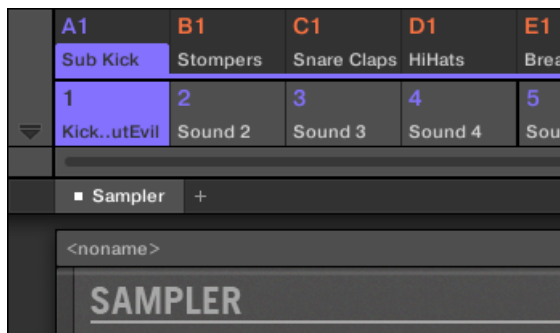 A1 B1 C1 D1 E1
Sub Kick Stompers Snare Claps HiHats
1 2 3 4 5
Kick..utEvil Sound 2 Sound 3 Sound 4
Sampler +
<noname>
SAMPLER